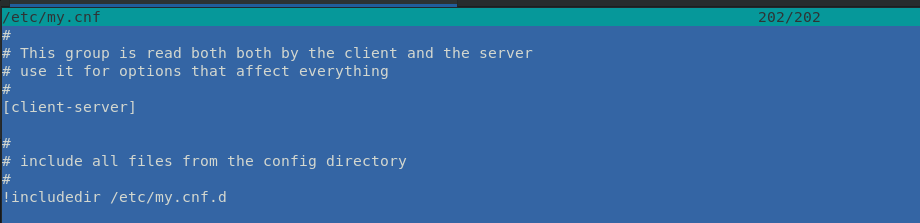 /etc/my.cnf 202/202
#
# This group is read both both by the client and the server
# use it for options that affect everything
#
[client-server]
#
# include all files from the config directory
#
!includedir /etc/my.cnf.d